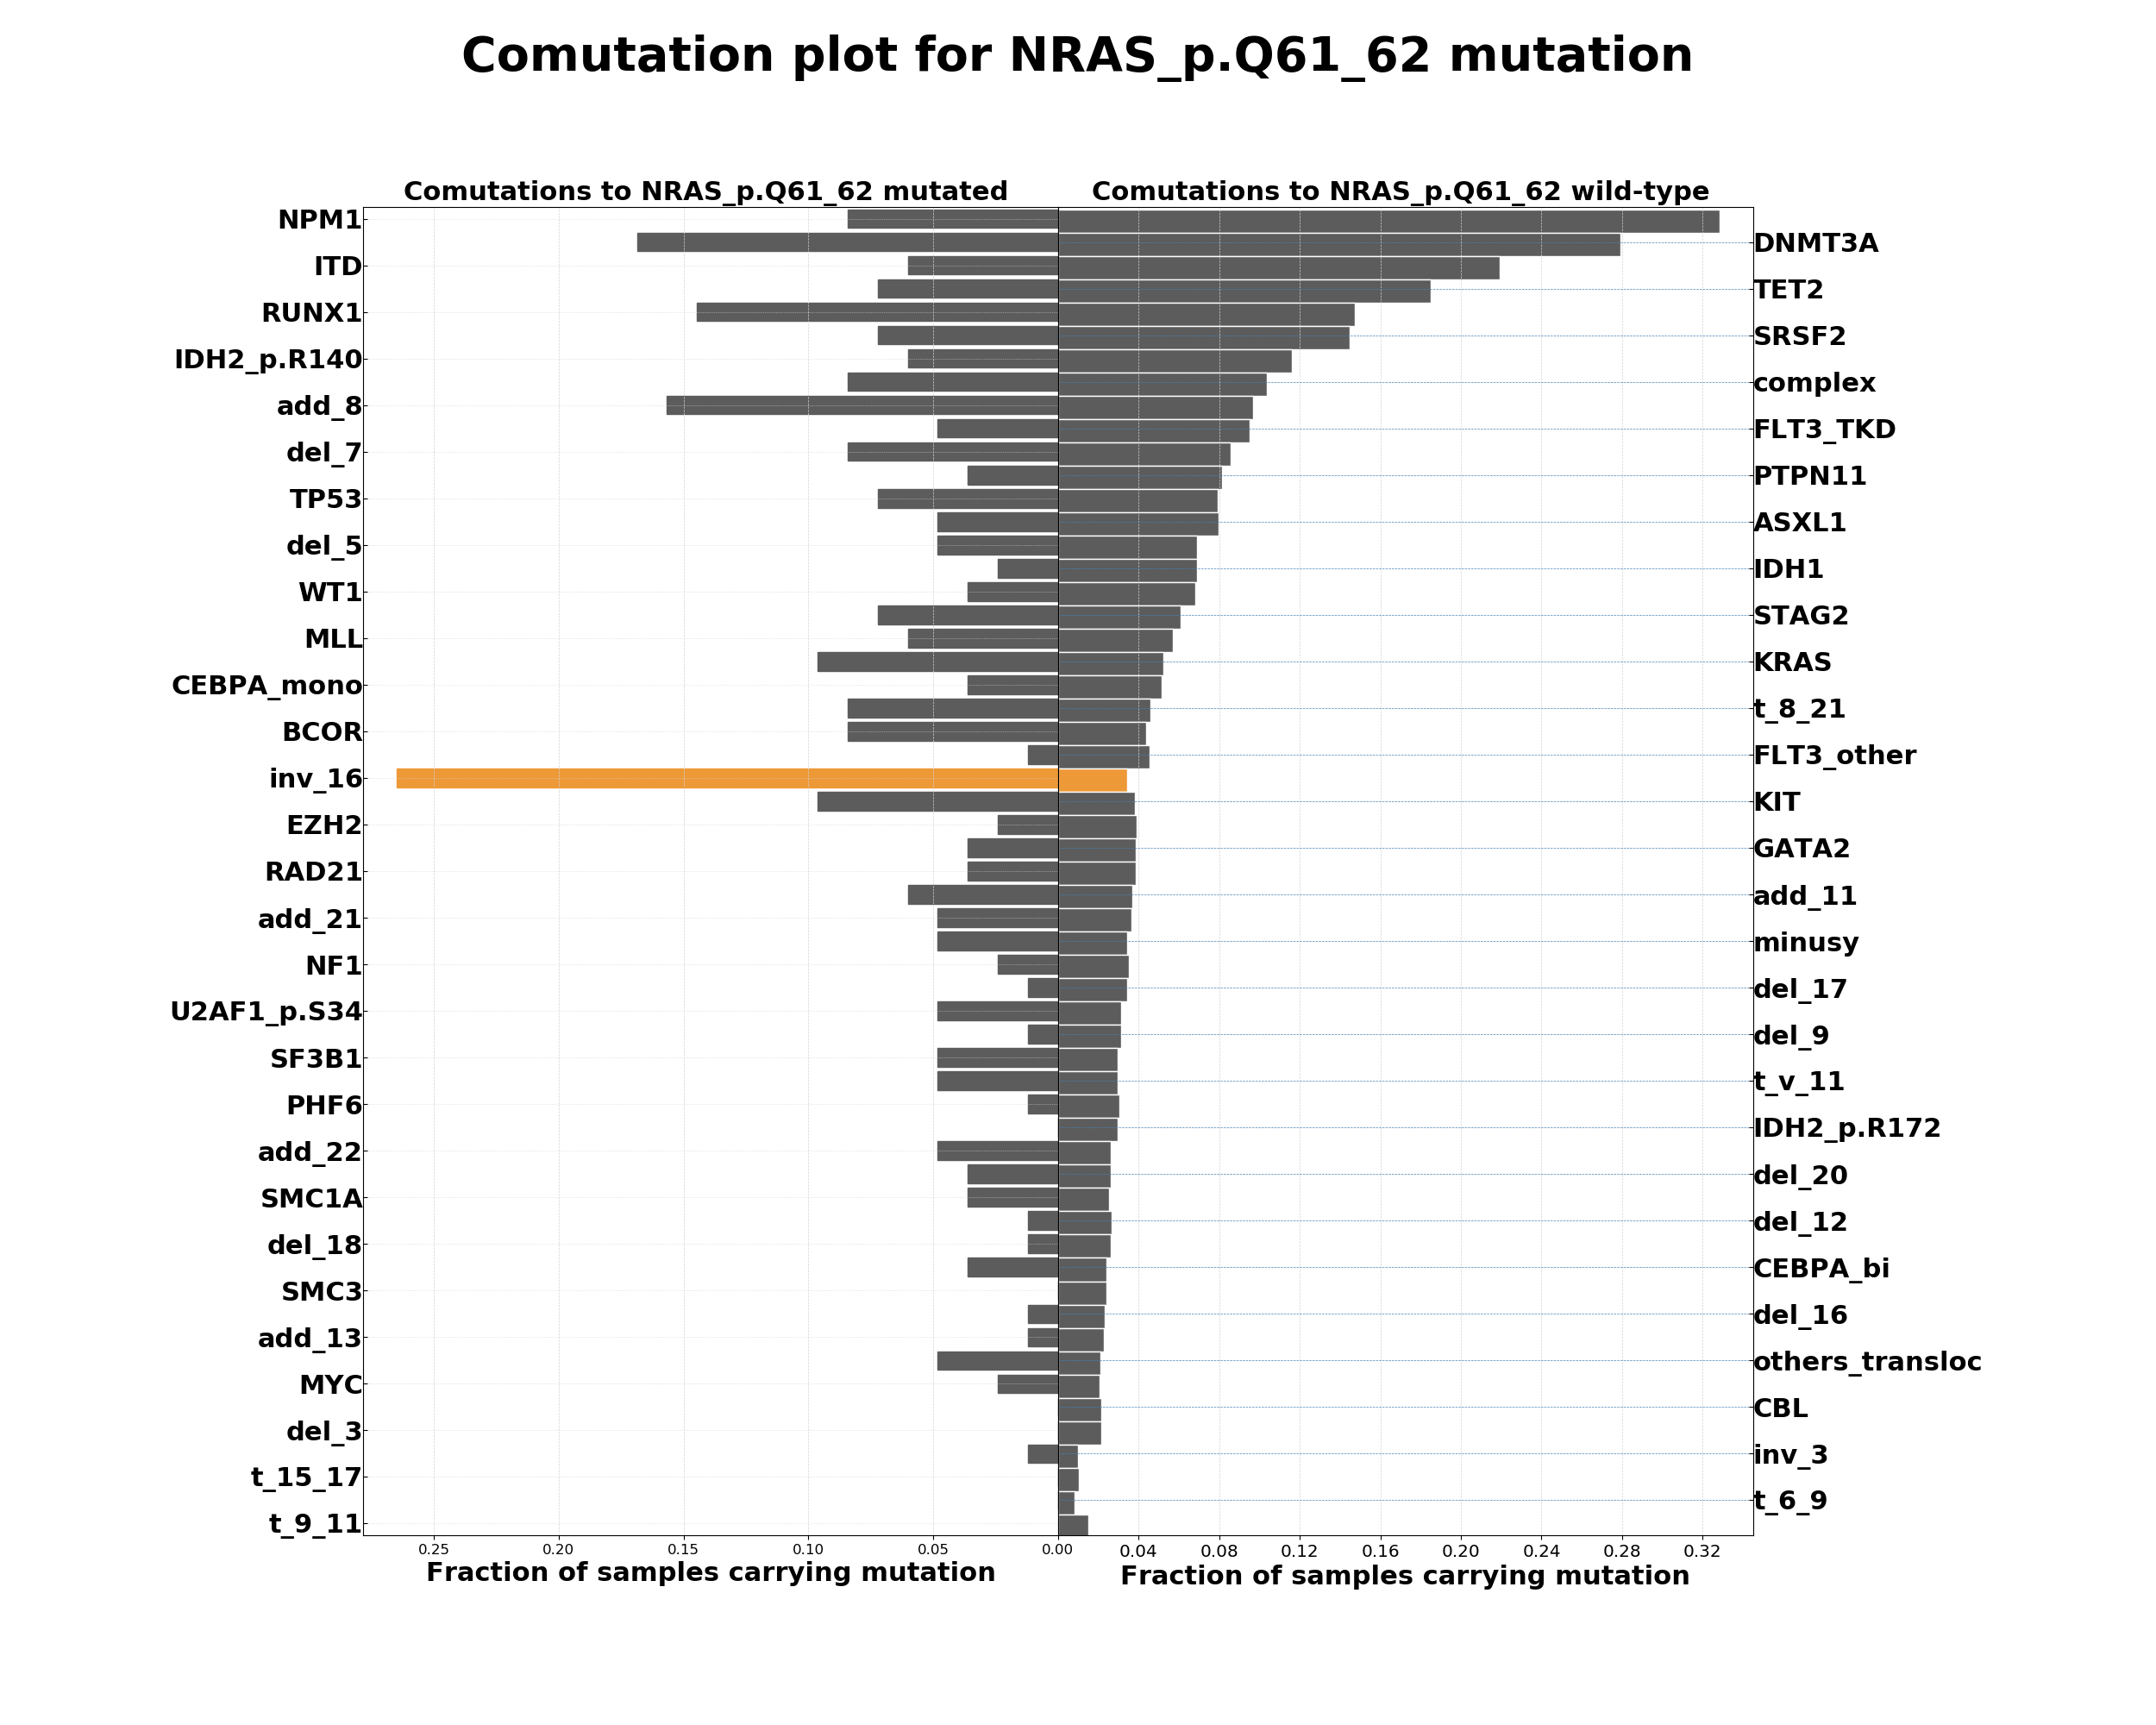 Comutation plot for NRAS_p.Q61_62 mutation
Comutations to NRAS_p.Q61_62 mutated
Comutations to NRAS_p.Q61_62 wild-type
NPM1
DNMT3A
ITD
TET2
RUNX1
SRSF2
IDH2_p.R140
complex
add_8
FLT3_TKD
del_7
PTPN11
TP53
ASXL1
del_5
IDH1
WT1
STAG2
MLL
KRAS
CEBPA_mono
t_8_21
BCOR
FLT3_other
inv_16
KIT
EZH2
GATA2
RAD21
add_11
add_21
minusy
NF1
del_17
U2AF1_p.S34
del_9
SF3B1
t_v_11
PHF6
IDH2_p.R172
add_22
del_20
SMC1A
del_12
del_18
CEBPA_bi
SMC3
del_16
add_13
others_transloc
MYC
CBL
del_3
inv_3
t_15_17
t_6_9
t_9_11
0.25 0.20 0.15 0.10 0.05 0.00 0.04 0.08 0.12 0.16 0.20 0.24 0.28 0.32
Fraction of samples carrying mutation
Fraction of samples carrying mutation